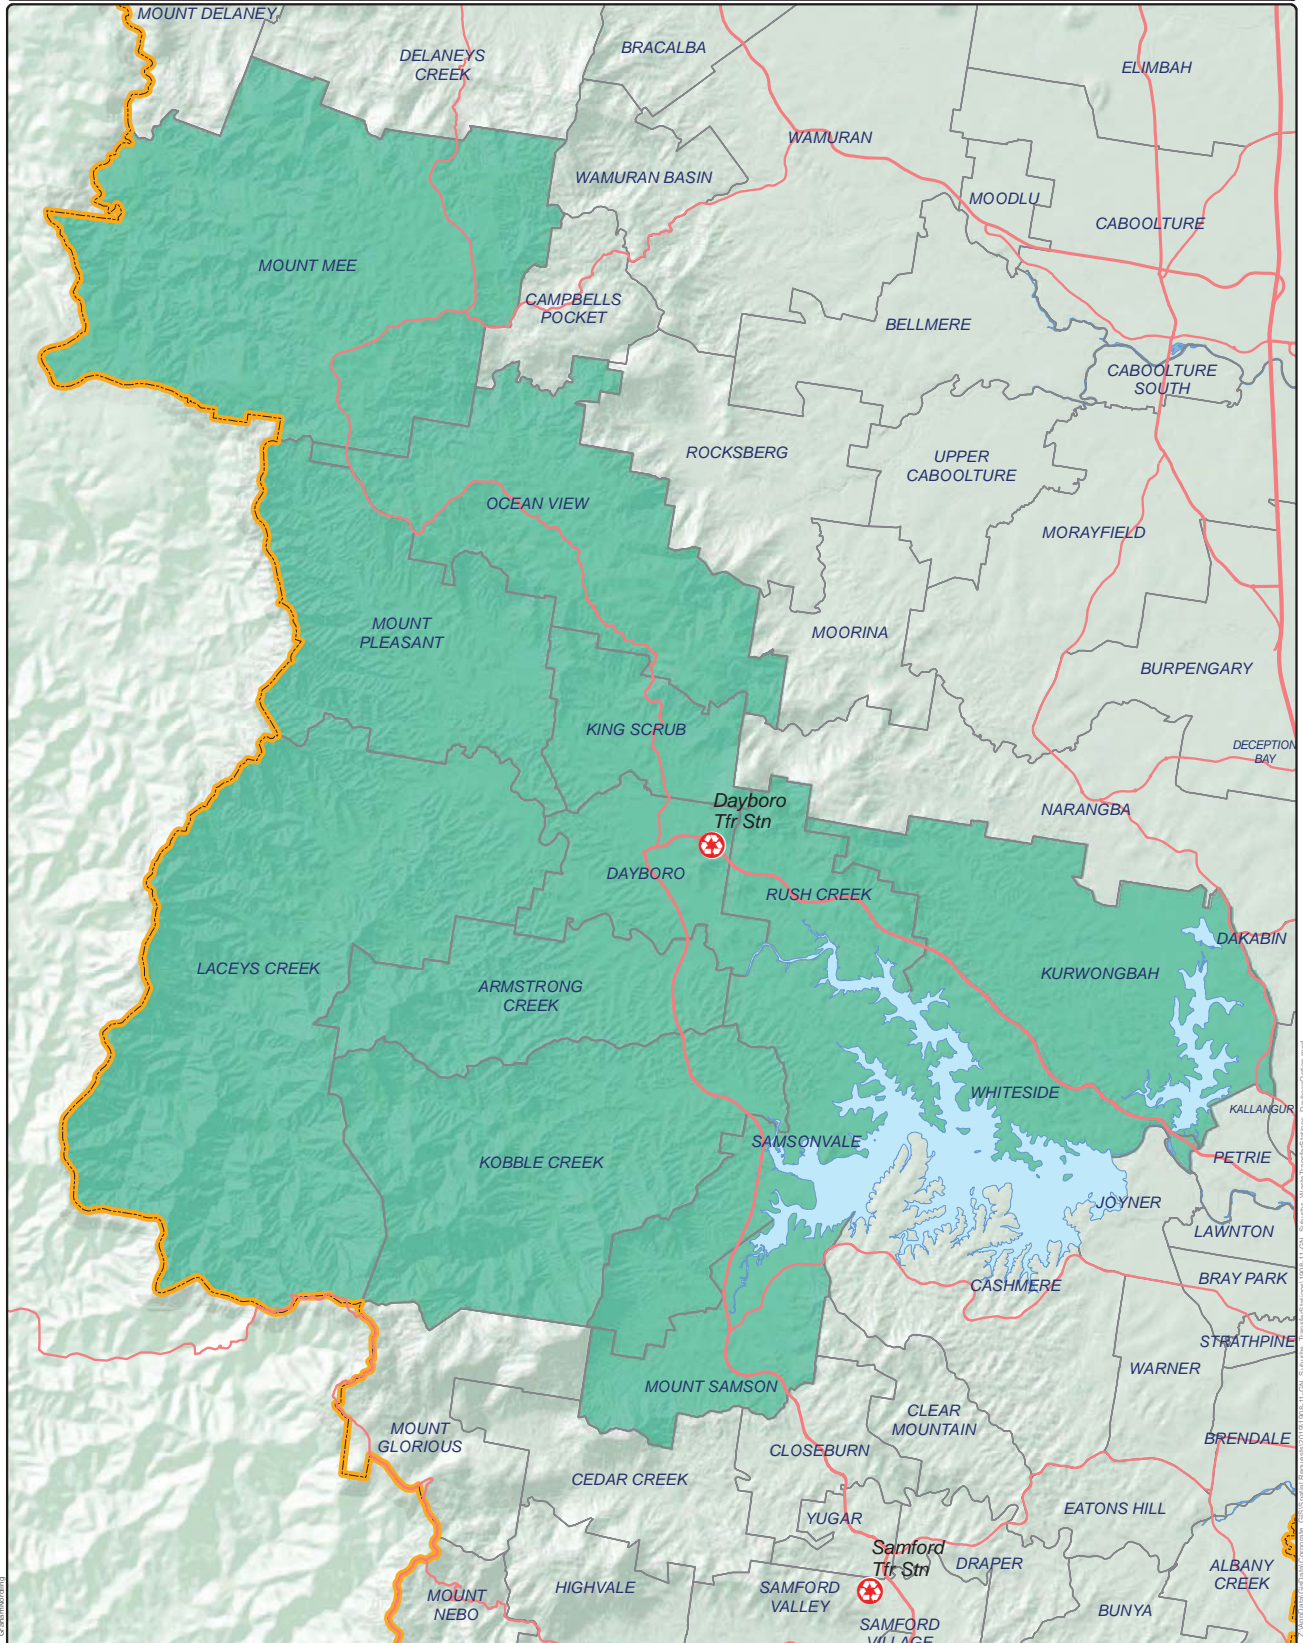 MOUNT DELANEY
DELANEYS
CREEK
BRACALBA
ELIMBAH
WAMURAN
WAMURAN BASIN
MOODLU
CABOOLTURE
MOUNT MEE
CAMPBELLS
POCKET
BELLMERE
CABOOLTURE
SOUTH
ROCKSBERG
UPPER
CABOOLTURE
OCEAN VIEW
MORAYFIELD
MOUNT
PLEASANT
MOORINA
BURPENGARY
KING SCRUB
DECEPTION
BAY
Dayboro
Tfr Stn
NARANGBA
DAYBORO
RUSH CREEK
DAKABIN
LACEYS CREEK
ARMSTRONG
CREEK
KURWONGBAH
WHITESIDE
KALLANGUR
SAMSONVALE
KOBBLE CREEK
PETRIE
JOYNER
LAWNTON
CASHMERE
BRAY PARK
STRATHPINE
WARNER
MOUNT SAMSON
CLEAR
MOUNTAIN
MOUNT
GLORIOUS
CLOSEBURN
BRENDALE
CEDAR CREEK
EATONS HILL
YUGAR
Samford
Tfr Stn
DRAPER
ALBANY
CREEK
HIGHVALE
SAMFORD
VALLEY
MOUNT
NEBO
BUNYA
SAMFORD
VILLAGE